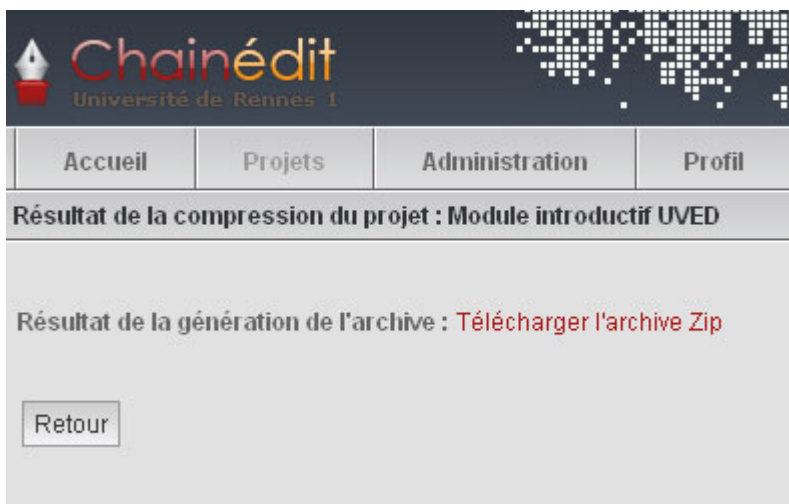 Chainédit
Université de Rennes 1
Accueil Projets Administration Profil
Résultat de la compression du projet : Module introductif UVED
Résultat de la génération de l'archive : Télécharger l'archive Zip
Retour